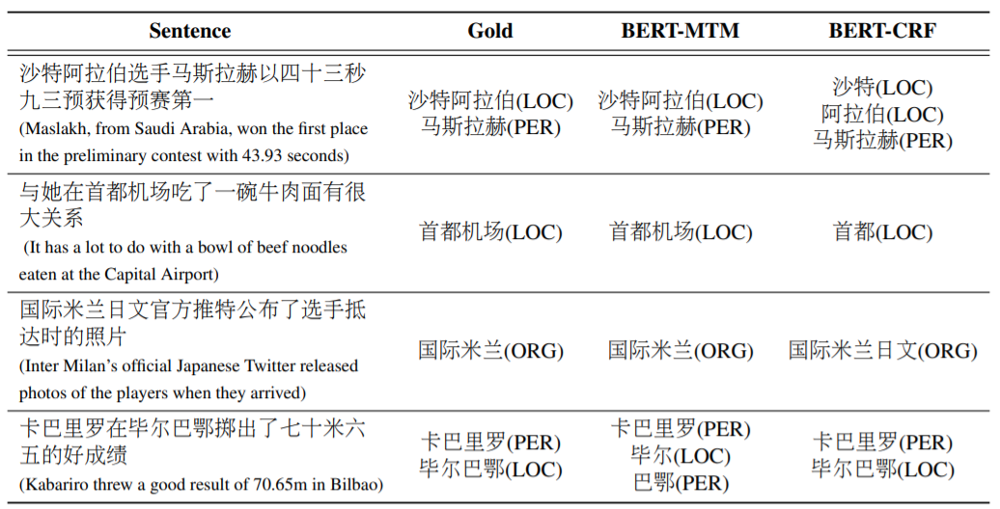 Sentence Gold BERT-MTM BERT-CRF
沙特阿拉伯选手马斯拉赫以四十三秒
九三预获得预赛第一
(Maslakh, from Saudi Arabia, won the first place
in the preliminary contest with 43.93 seconds)
沙特阿拉伯(LOC)
马斯拉赫(PER)
沙特阿拉伯(LOC)
马斯拉赫(PER)
沙特(LOC)
阿拉伯(LOC)
马斯拉赫(PER)
与她在首都机场吃了一碗牛肉面有很
大关系
(It has a lot to do with a bowl of beef noodles
eaten at the Capital Airport)
首都机场(LOC)
首都机场(LOC)
首都(LOC)
国际米兰日文官方推特公布了选手抵
达时的照片
(Inter Milan's official Japanese Twitter released
photos of the players when they arrived)
国际米兰(ORG)
国际米兰(ORG)
国际米兰日文(ORG)
卡巴里罗在毕尔巴鄂掷出了七十米六
五的好成绩
(Kabariro threw a good result of 70.65m in Bilbao)
卡巴里罗(PER)
毕尔巴鄂(LOC)
卡巴里罗(PER)
毕尔(LOC)
巴鄂(PER)
卡巴里罗(PER)
毕尔巴鄂(LOC)